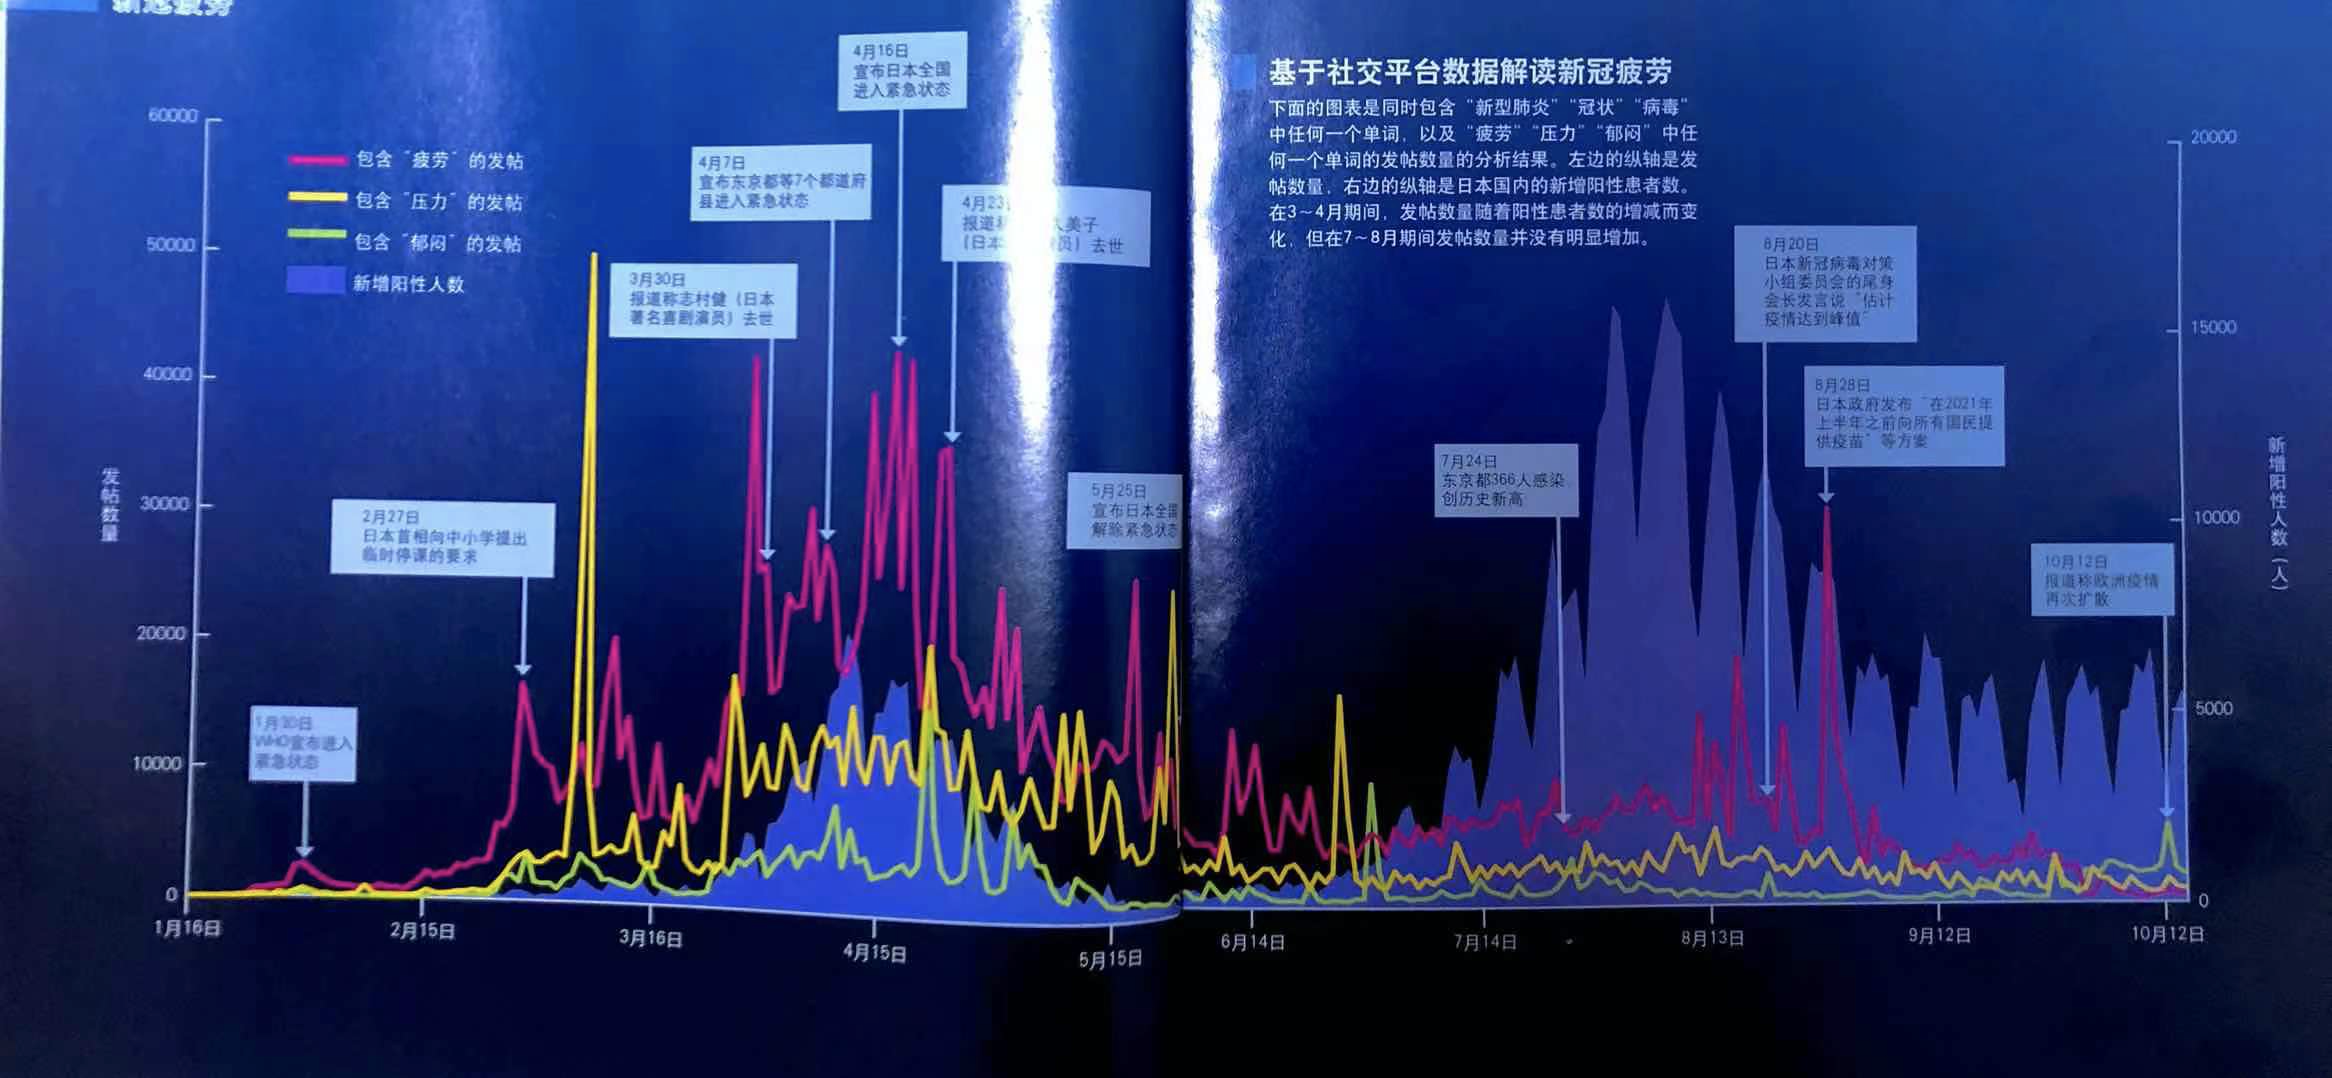 新冠疲劳
4月16日
宣布日本全国
进入紧急状态
基于社交平台数据解读新冠疲劳
下面的图表是同时包含“新型肺炎”“冠状”“病毒”
中任何一个单词，以及“疲劳”“压力”“郁闷”中任
何一个单词的发帖数量的分析结果。左边的纵轴是发
帖数量，右边的纵轴是日本国内的新增阳性患者数。
在3～4月期间，发帖数量随着阳性患者数的增减而变
化，但在7～8月期间发帖数量并没有明显增加。
60000
50000
40000
30000
20000
10000
0
发帖数量
包含“疲劳”的发帖
包含“压力”的发帖
包含“郁闷”的发帖
新增阳性人数
1月30日
WHO宣布进入
紧急状态
2月27日
日本首相向中小学提出
临时停课的要求
3月30日
报道称志村健（日本
著名喜剧演员）去世
4月7日
宣布东京都等7个都道府
县进入紧急状态
4月23
报道称 久美子
（日本 演员）去世
5月25日
宣布日本全国
解除紧急状态
7月24日
东京都366人感染，
创历史新高
8月20日
日本新冠病毒对策
小组委员会的尾身
会长发言说“估计
疫情达到峰值”
8月28日
日本政府发布“在2021年
上半年之前向所有国民提
供疫苗”等方案
10月12日
报道称欧洲疫情
再次扩散
20000
15000
10000
5000
0
新增阳性人数（人）
1月16日
2月15日
3月16日
4月15日
5月15日
6月14日
7月14日
8月13日
9月12日
10月12日